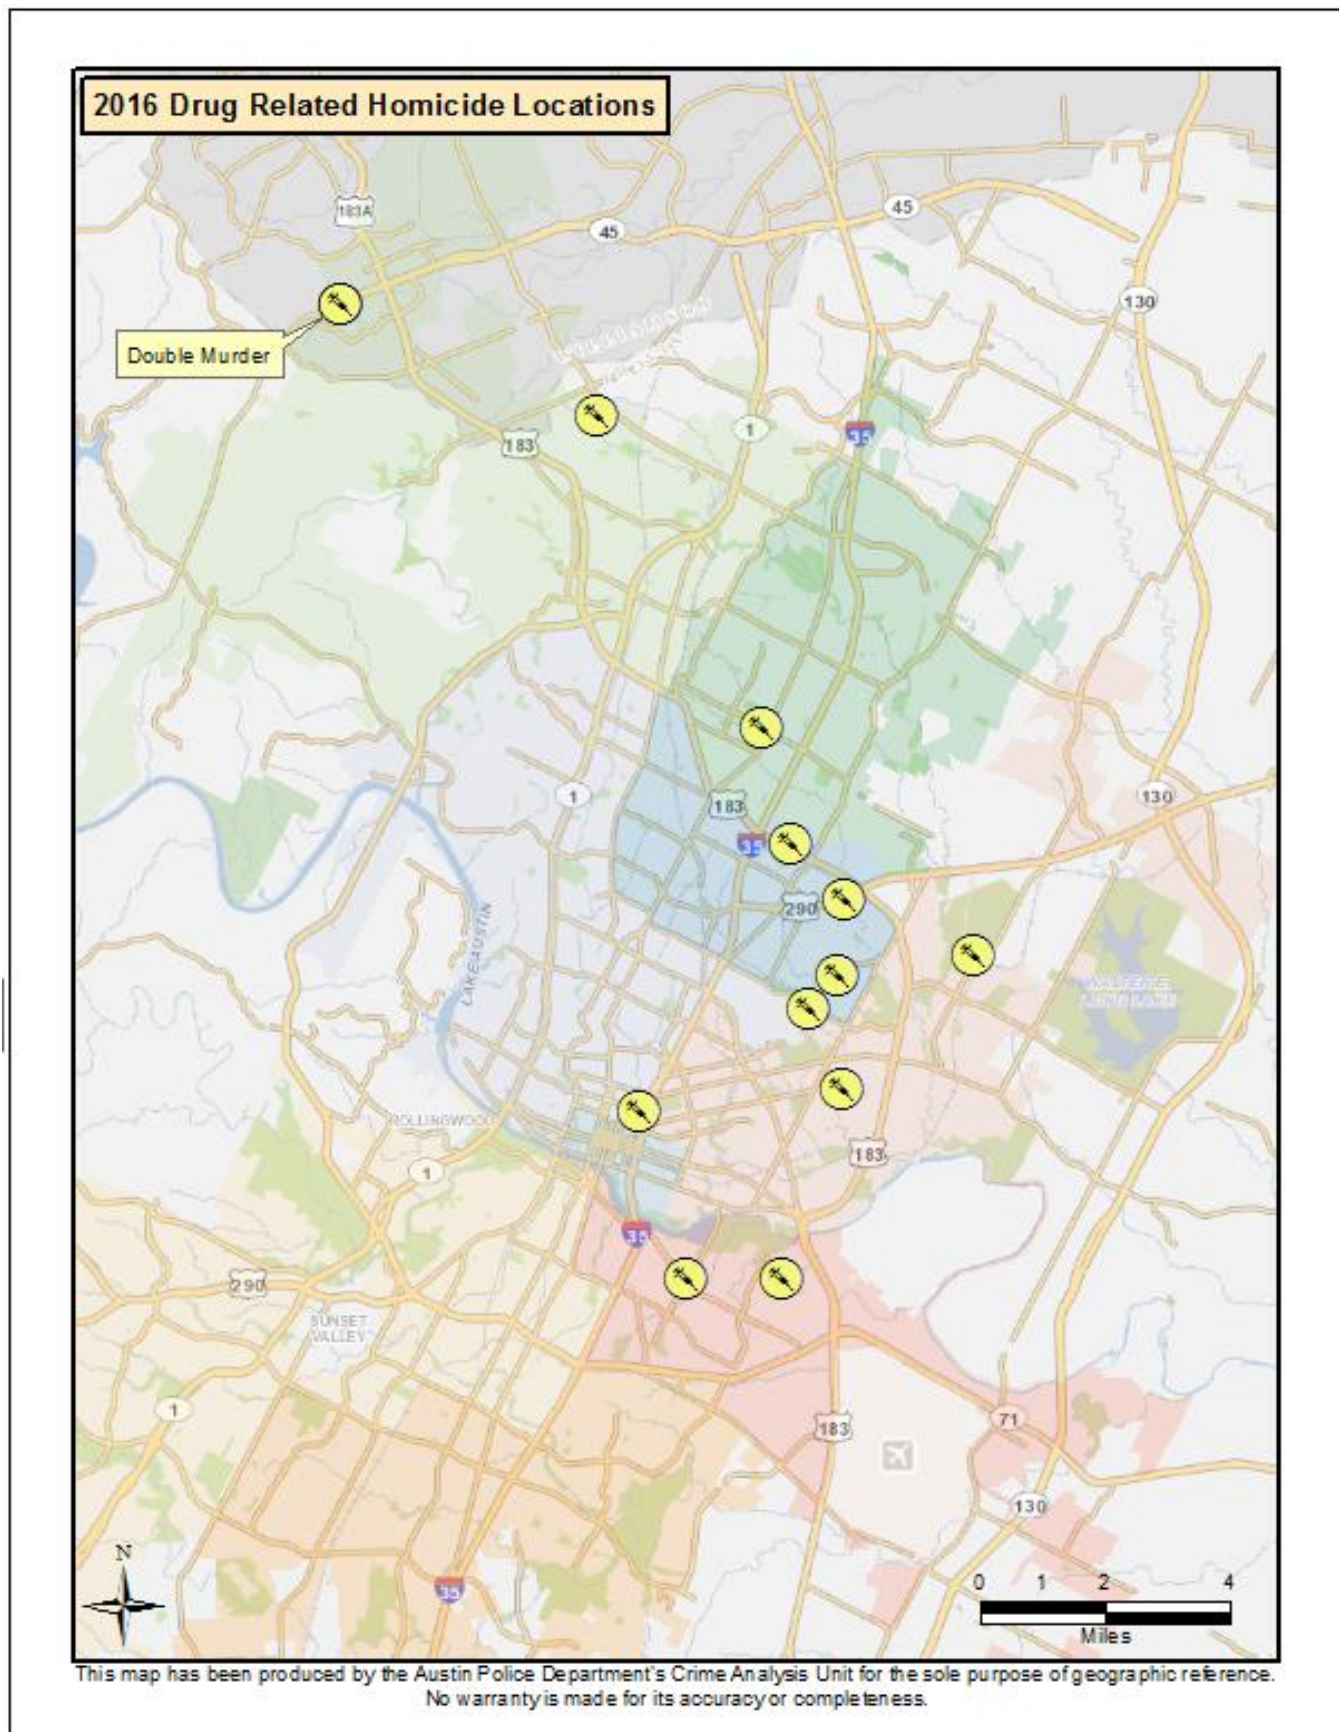 2016 Drug Related Homicide Locations
183A
45
45
130
Double Murder
WILLIAMSON
183
1
35
1
183
35
130
290
LAKE AUSTIN
ROLLINGWOOD
1
183
35
290
SUNSET
VALLEY
1
71
183
130
N
35
0 1 2 4
Miles
This map has been produced by the Austin Police Department's Crime Analysis Unit for the sole purpose of geographic reference.
No warranty is made for its accuracy or completeness.